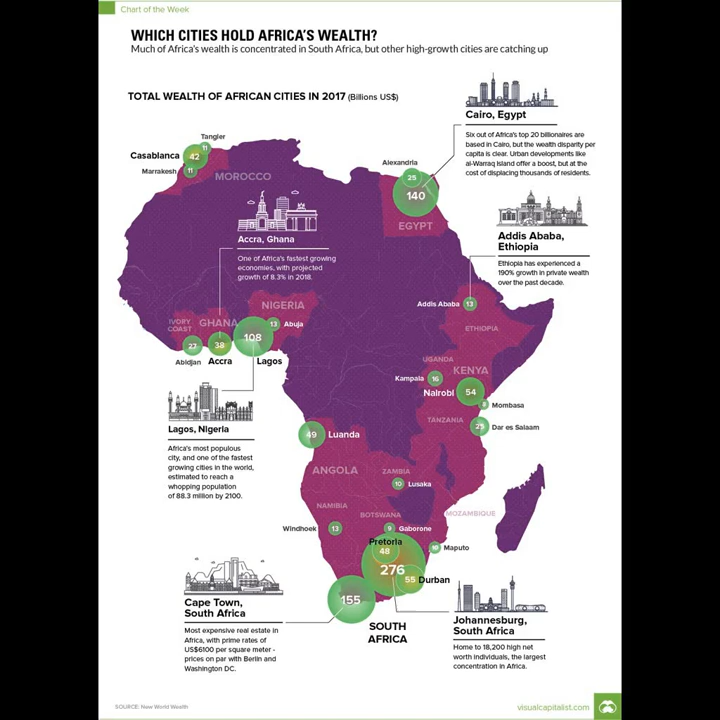 Chart of the Week
WHICH CITIES HOLD AFRICA'S WEALTH?
Much of Africa's wealth is concentrated in South Africa, but other high-growth cities are catching up
TOTAL WEALTH OF AFRICAN CITIES IN 2017 (Billions US$)
Cairo, Egypt
Six out of Africa's top 20 billionaires are
based in Cairo, but the wealth disparity per
capita is clear. Urban developments like
al-Warraq Island offer a boost, but at the
cost of displacing thousands of residents.
Tangier
11
Casablanca
42
Marrakesh
11
MOROCCO
Alexandria
25
140
EGYPT
Accra, Ghana
One of Africa's fastest growing
economies, with projected
growth of 8.3% in 2018.
Addis Ababa,
Ethiopia
Ethiopia has experienced a
190% growth in private wealth
over the past decade.
Addis Ababa
13
ETHIOPIA
NIGERIA
13
Abuja
IVORY
COAST
GHANA
108
27
38
Abidjan
Accra
Lagos
UGANDA
Kampala
16
KENYA
Nairobi
54
Mombasa
TANZANIA
25
Dar es Salaam
Lagos, Nigeria
Africa's most populous
city, and one of the fastest
growing cities in the world,
estimated to reach a
whopping population
of 88.3 million by 2100.
49
Luanda
ANGOLA
ZAMBIA
10
Lusaka
NAMIBIA
BOTSWANA
MOZAMBIQUE
Windhoek
13
9
Gaborone
Pretoria
48
Maputo
276
55
Durban
155
SOUTH
AFRICA
Cape Town,
South Africa
Most expensive real estate in
Africa, with prime rates of
US$6100 per square meter -
prices on par with Berlin and
Washington DC.
Johannesburg,
South Africa
Home to 18,200 high net
worth individuals, the largest
concentration in Africa.
SOURCE: New World Wealth
visualcapitalist.com